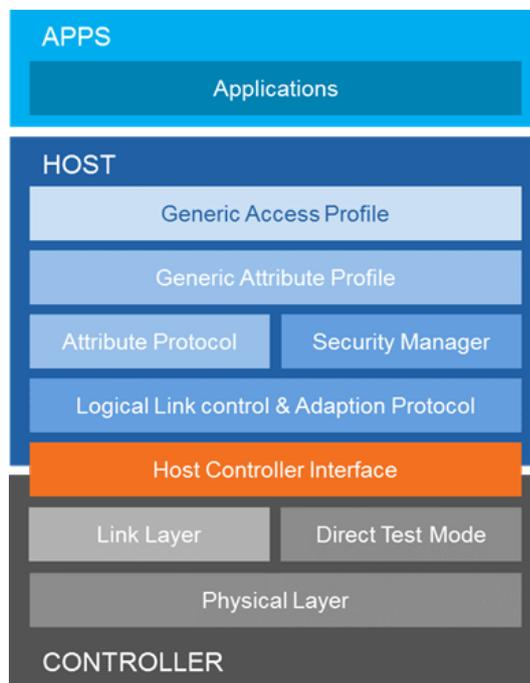 APPS
Applications
HOST
Generic Access Profile
Generic Attribute Profile
Attribute Protocol
Security Manager
Logical Link control & Adaption Protocol
Host Controller Interface
Link Layer
Direct Test Mode
Physical Layer
CONTROLLER